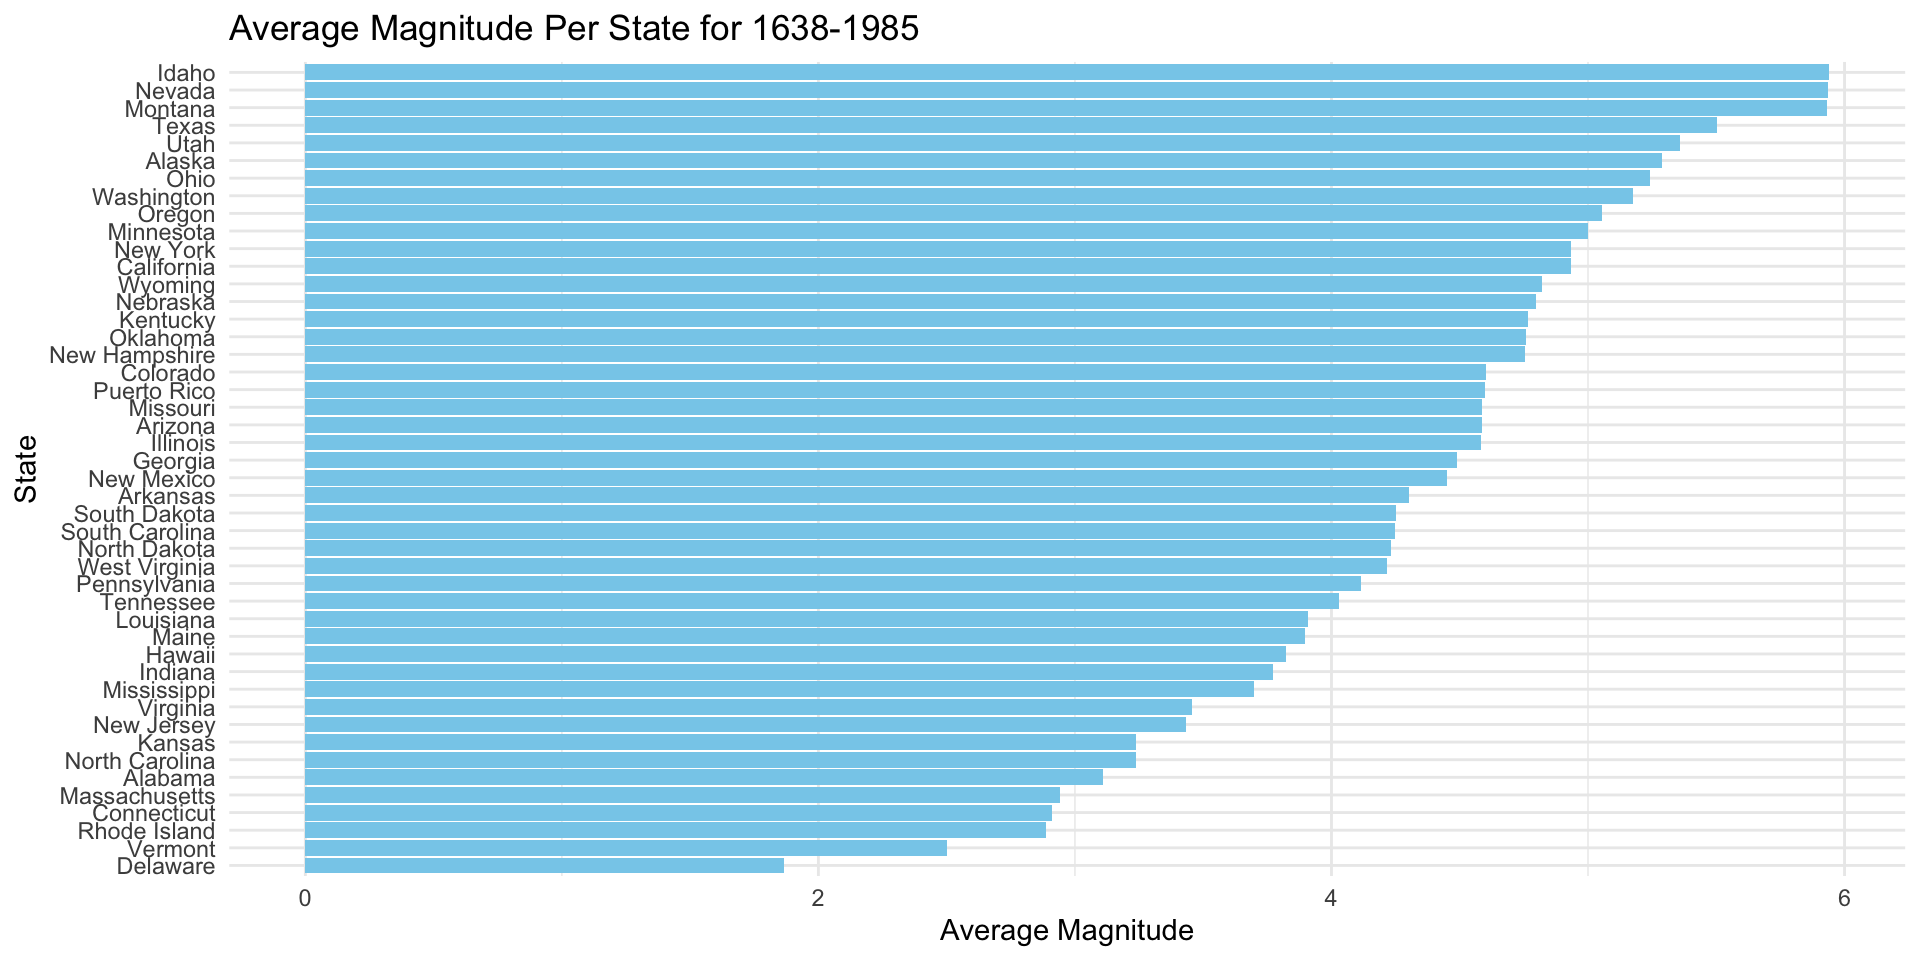 Average Magnitude Per State for 1638-1985
Idaho
Nevada
Montana
Texas
Utah
Alaska
Ohio
Washington
Oregon
Minnesota
New York
California
Wyoming
Nebraska
Kentucky
Oklahoma
New Hampshire
Colorado
Puerto Rico
Missouri
Arizona
Illinois
Georgia
New Mexico
Arkansas
South Dakota
South Carolina
North Dakota
West Virginia
Pennsylvania
Tennessee
Louisiana
Maine
Hawaii
Indiana
Mississippi
Virginia
New Jersey
Kansas
North Carolina
Alabama
Massachusetts
Connecticut
Rhode Island
Vermont
Delaware
State
0 2 4 6
Average Magnitude